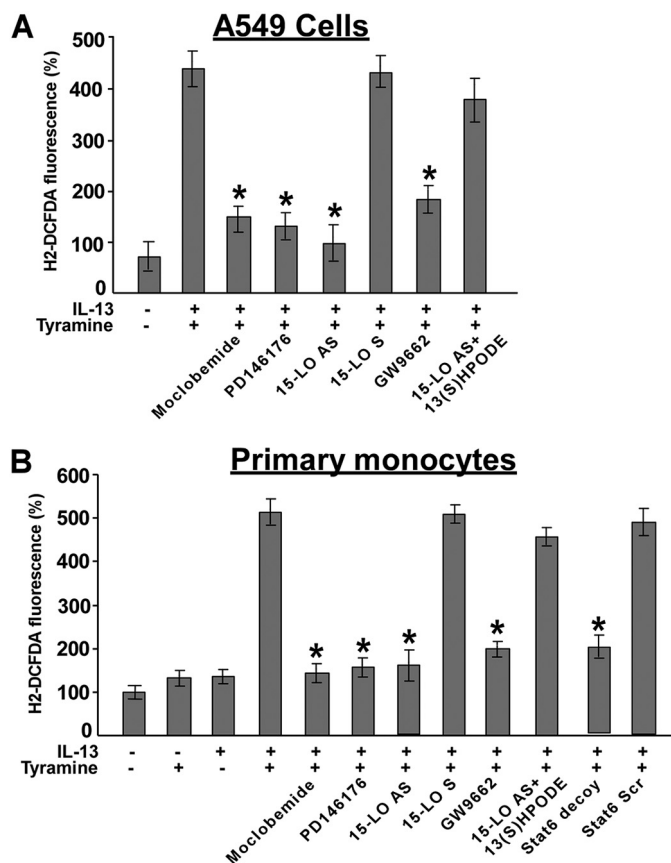 A
A549 Cells
H2-DCFDA fluorescence (%)
400
300
200
100
0
IL-13 - + + + + + + +
Tyramine - + + + + + + +
Moclobemide
PD146176
15-LO AS
15-LO S
GW9662
15-LO AS+
13(S)HPODE
* * * *
B
Primary monocytes
H2-DCFDA fluorescence (%)
600
500
400
300
200
100
0
* * * * *
IL-13 - - + + + + + + + + + +
Tyramine - + - + + + + + + + + +
Moclobemide
PD146176
15-LO AS
15-LO S
GW9662
15-LO AS+
13(S)HPODE
Stat6 decoy
Stat6 Scr